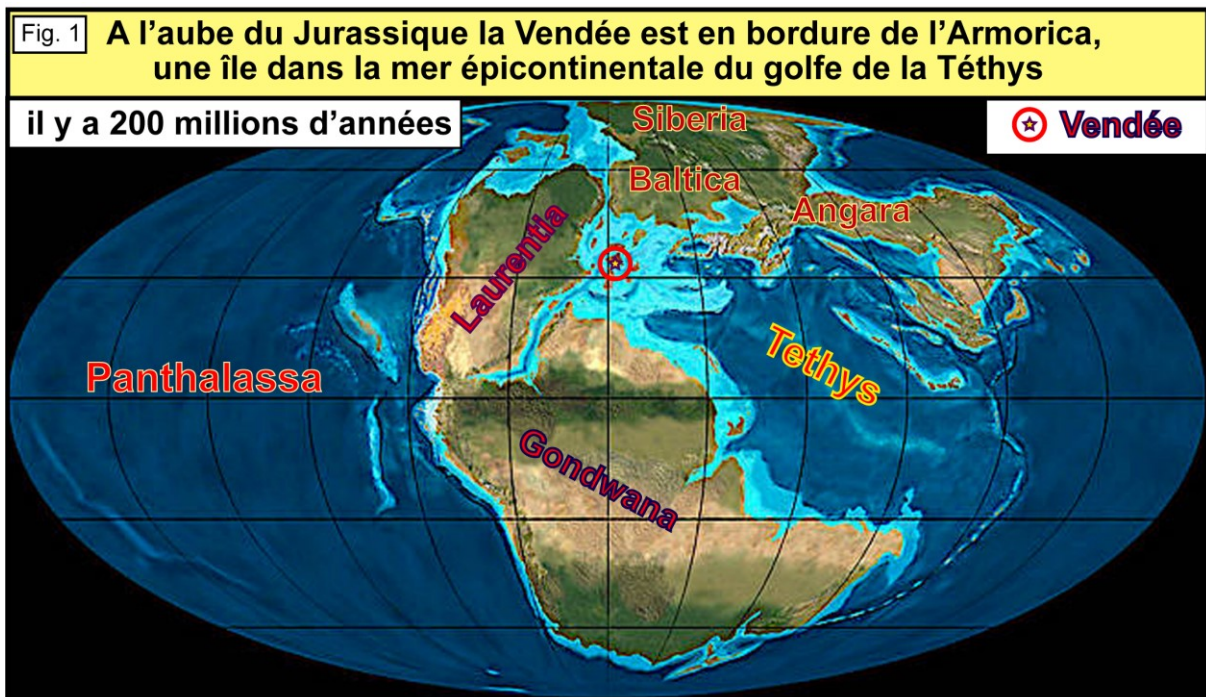 Fig. 1
A l’aube du Jurassique la Vendée est en bordure de l’Armorica,
une île dans la mer épicontinentale du golfe de la Téthys
il y a 200 millions d’années
Vendée
Siberia
Baltica
Angara
Laurentia
Panthalassa
Tethys
Gondwana